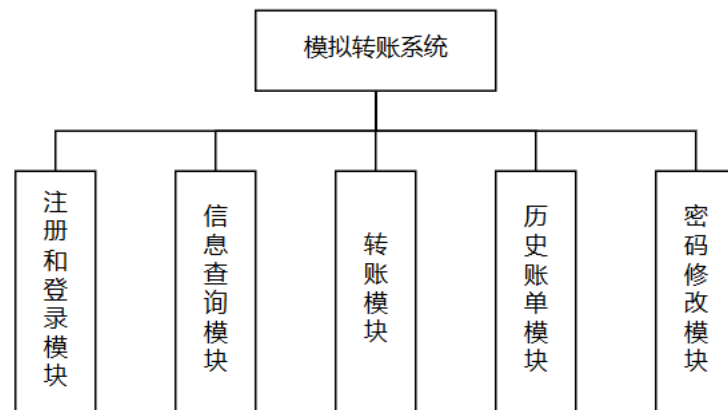 模拟转账系统
注册和登录模块
信息查询模块
转账模块
历史账单模块
密码修改模块